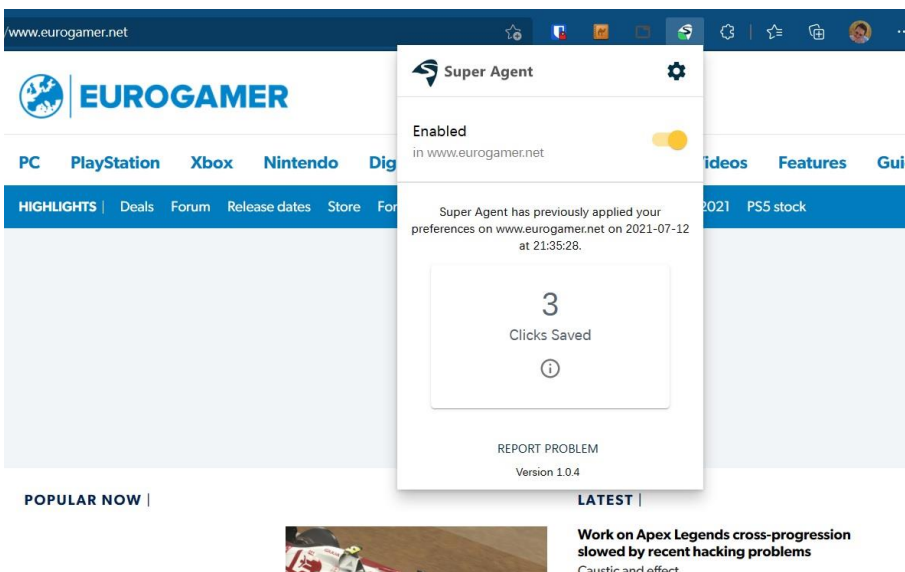 /www.eurogamer.net
EUROGAMER
Super Agent
Enabled
in www.eurogamer.net
PC PlayStation Xbox Nintendo Dig
ideos Features Gui
HIGHLIGHTS | Deals Forum Release dates Store For
2021 PS5 stock
Super Agent has previously applied your
preferences on www.eurogamer.net on 2021-07-12
at 21:35:28.
3
Clicks Saved
REPORT PROBLEM
Version 1.0.4
POPULAR NOW |
LATEST |
Work on Apex Legends cross-progression
slowed by recent hacking problems
Caustic and effect